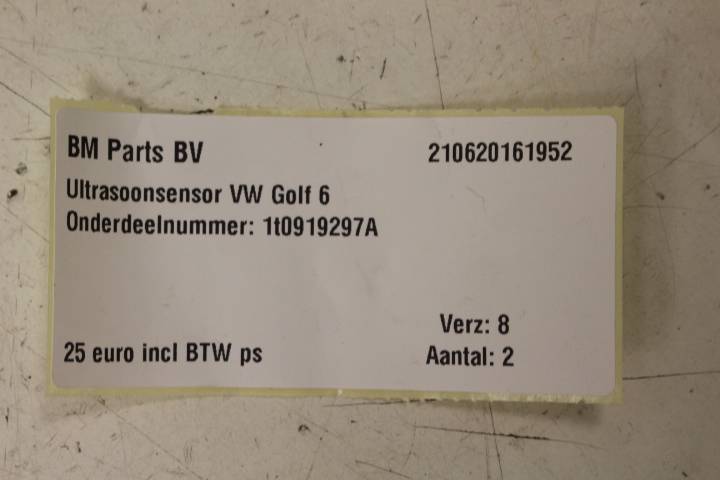 BM Parts BV 210620161952
Ultrasoonsensor VW Golf 6
Onderdeelnummer: 1t0919297A
Verz: 8
25 euro incl BTW ps Aantal: 2